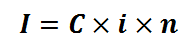 I = C × i × n